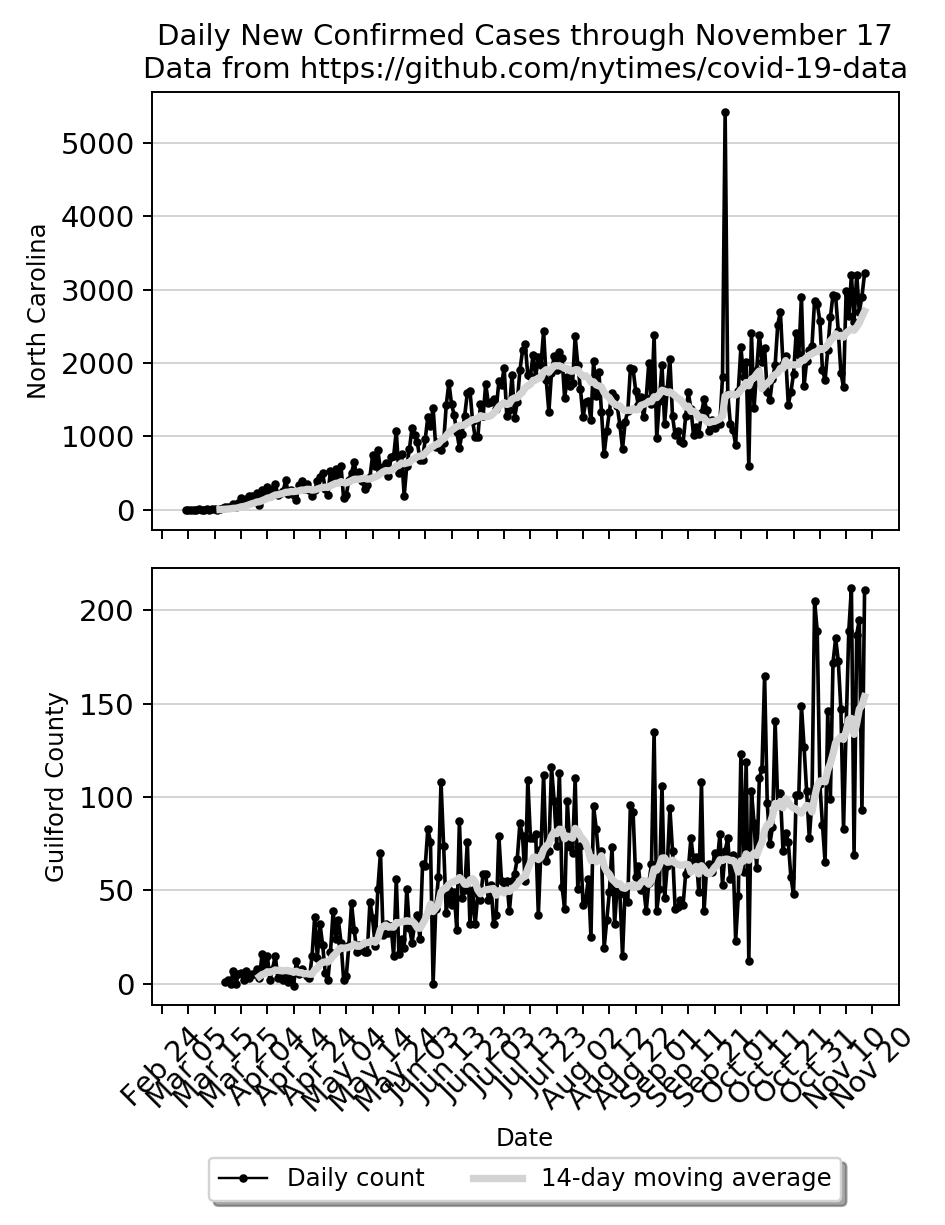 Daily New Confirmed Cases through November 17
Data from https://github.com/nytimes/covid-19-data
North Carolina
5000
4000
3000
2000
1000
0
Guilford County
200
150
100
50
0
Feb 24
Mar 05
Mar 15
Mar 25
Apr 04
Apr 14
Apr 24
May 04
May 14
May 24
Jun 03
Jun 13
Jun 23
Jul 03
Jul 13
Jul 23
Aug 02
Aug 12
Aug 22
Sep 01
Sep 11
Sep 21
Oct 01
Oct 11
Oct 21
Oct 31
Nov 10
Nov 20
Date
Daily count
14-day moving average